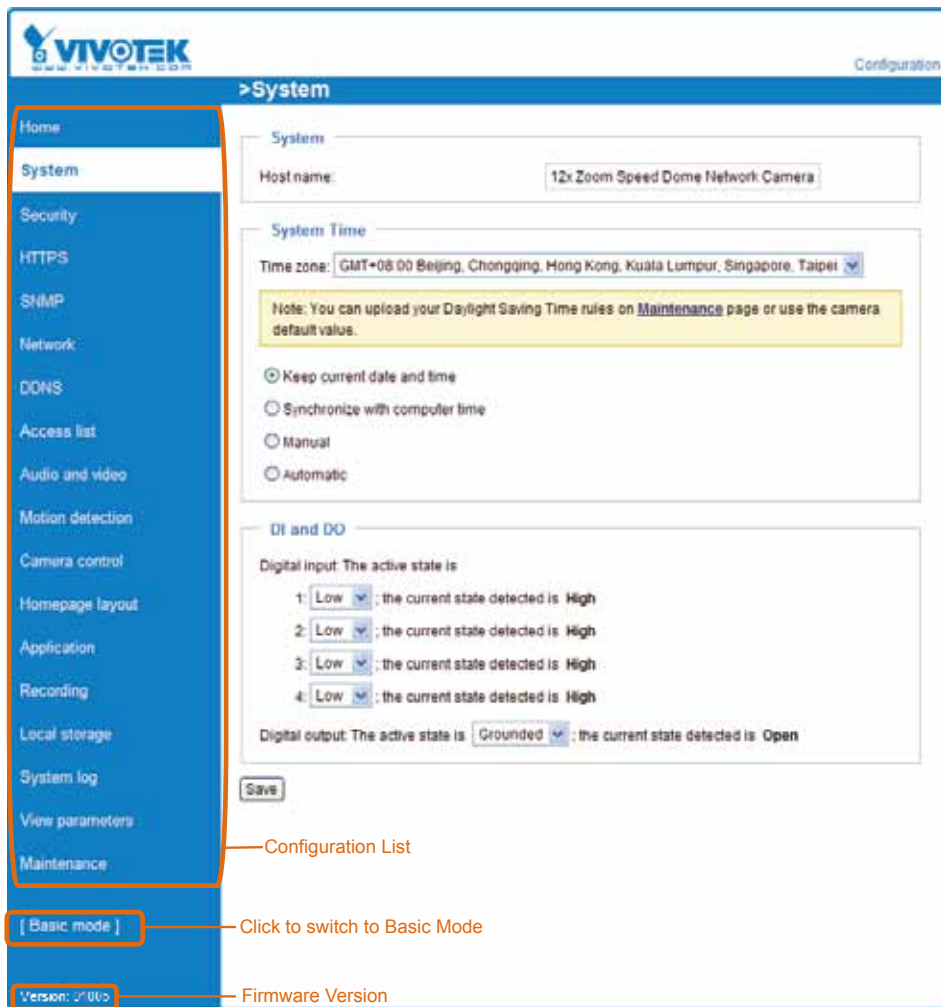 VIVOTEK
WWW.VIVOTEK.COM
Configuration
>System
Home
System
Security
HTTPS
SNMP
Network
DDNS
Access list
Audio and video
Motion detection
Camera control
Homepage layout
Application
Recording
Local storage
System log
View parameters
Maintenance
[ Basic mode ]
Version:
System
Host name: 12x Zoom Speed Dome Network Camera
System Time
Time zone: GMT+08:00 Beijing, Chongqing, Hong Kong, Kuala Lumpur, Singapore, Taipei
Note: You can upload your Daylight Saving Time rules on Maintenance page or use the camera
default value.
Keep current date and time
Synchronize with computer time
Manual
Automatic
DI and DO
Digital input: The active state is
1: Low ; the current state detected is High
2: Low ; the current state detected is High
3: Low ; the current state detected is High
4: Low ; the current state detected is High
Digital output: The active state is Grounded ; the current state detected is Open
Save
Configuration List
Click to switch to Basic Mode
Firmware Version